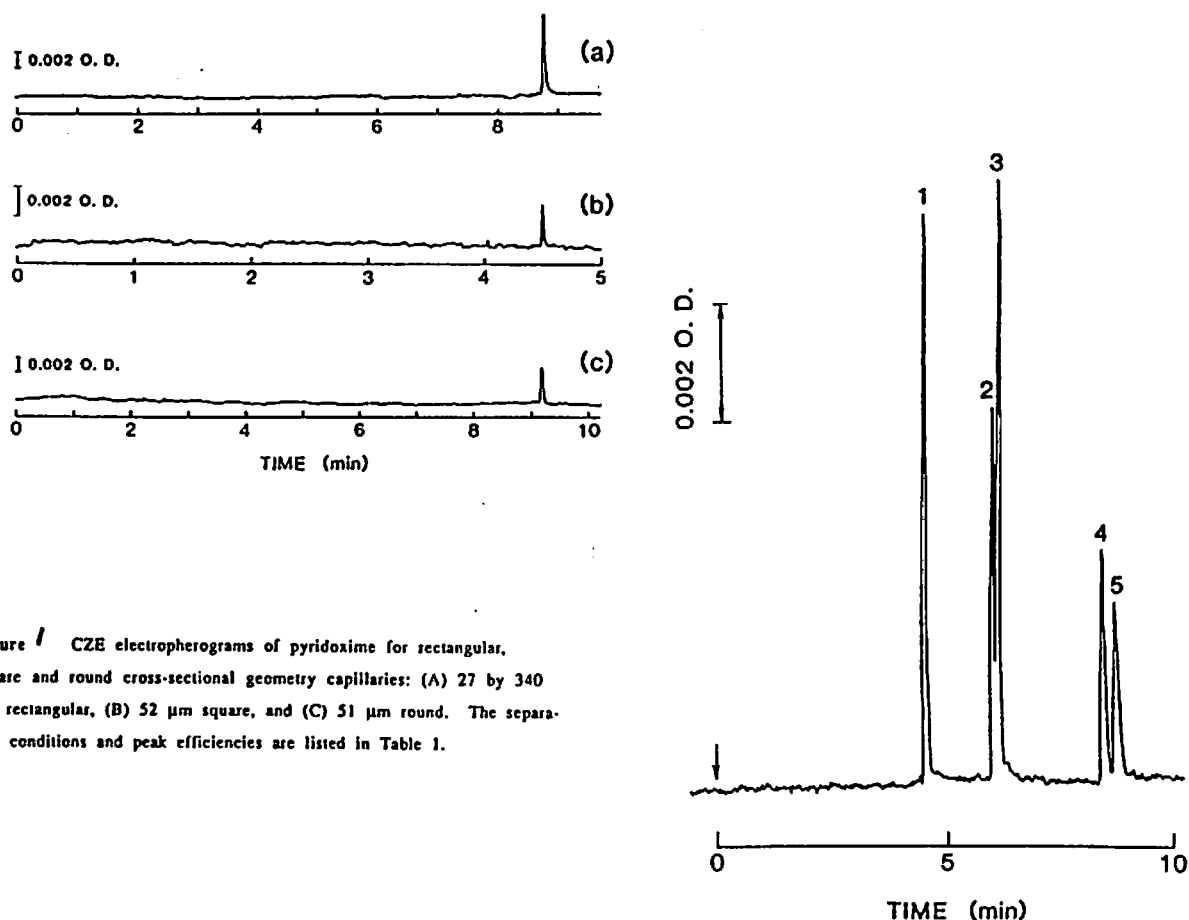 I 0.002 O. D.
(a)
0 2 4 6 8
0.002 O. D.
(b)
0 1 2 3 4 5
I 0.002 O. D.
(c)
0 2 4 6 8 10
TIME (min)
ure 1 CZE electropherograms of pyridoxime for rectangular,
are and round cross-sectional geometry capillaries: (A) 27 by 340
rectangular, (B) 52 µm square, and (C) 51 µm round. The separa-
conditions and peak efficiencies are listed in Table 1.
0.002 O. D.
1
2
3
4
5
0 5 10
TIME (min)